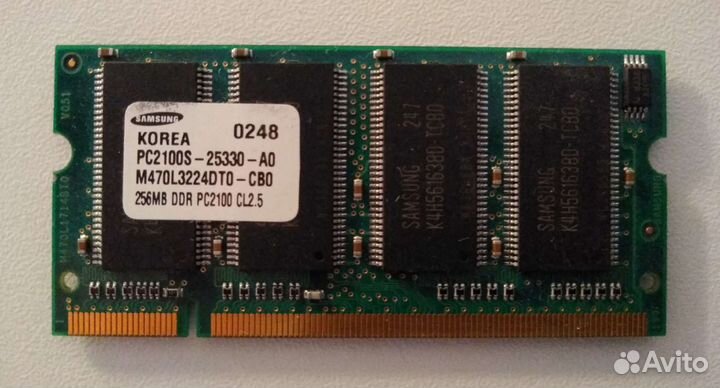 SAMSUNG
KOREA 0248
PC2100S-25330-A0
M470L3224DT0-CB0
256MB DDR PC2100 CL2.5
SAMSUNG 247
K4H561638D-TCB0
SAMSUNG 247
K4H561638D-TCB0
Avito